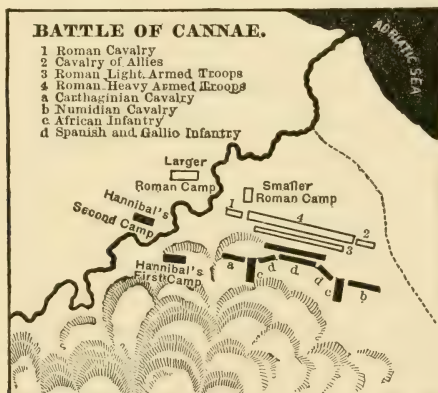 BATTLE OF CANNAE.
1 Roman Cavalry
2 Cavalry of Allies
3 Roman Light Armed Troops
4 Roman Heavy Armed Troops
a Carthaginian Cavalry
b Numidian Cavalry
c African Infantry
d Spanish and Gallic Infantry
ADRIATIC SEA
Larger
Roman Camp
Smaller
Roman Camp
Hannibal's
Second Camp
1
4
2
3
Hannibal's
First Camp
a
c
d
d
d
c
b